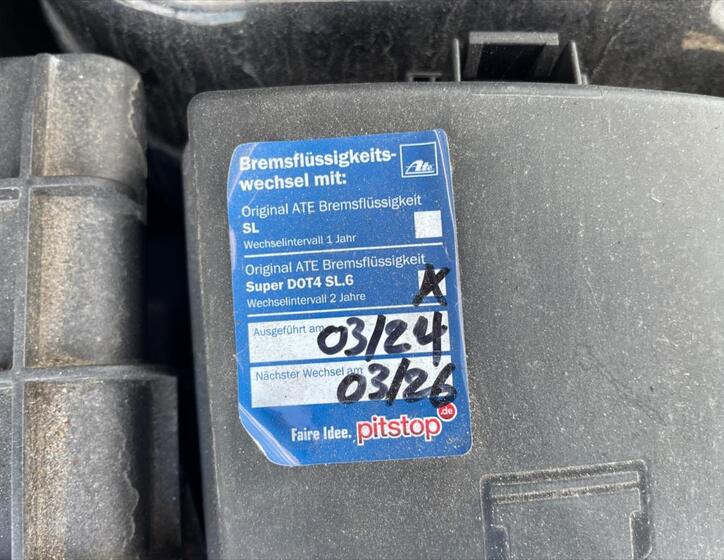 Bremsflüssigkeits-
wechsel mit:
Ate
Original ATE Bremsflüssigkeit
SL
Wechselintervall 1 Jahr
Original ATE Bremsflüssigkeit
Super DOT4 SL.6
Wechselintervall 2 Jahre
X
Ausgeführt am
03/24
Nächster Wechsel am
03/26
Faire Idee. pitstop.de